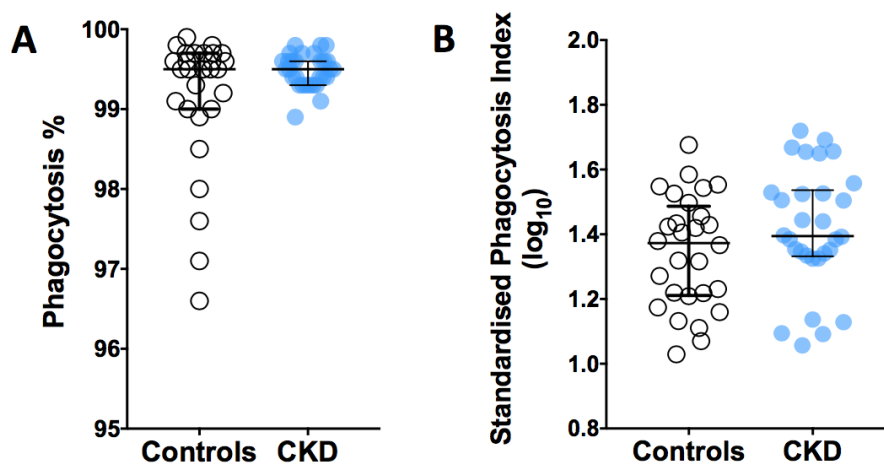 A
Phagocytosis %
100
99
98
97
96
95
Controls
CKD
B
Standardised Phagocytosis Index
(log10)
2.0
1.8
1.6
1.4
1.2
1.0
0.8
Controls
CKD